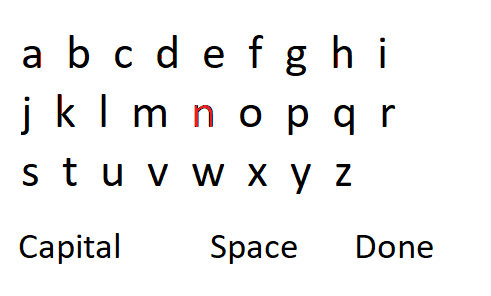 a b c d e f g h i
j k l m n o p q r
s t u v w x y z
Capital Space Done